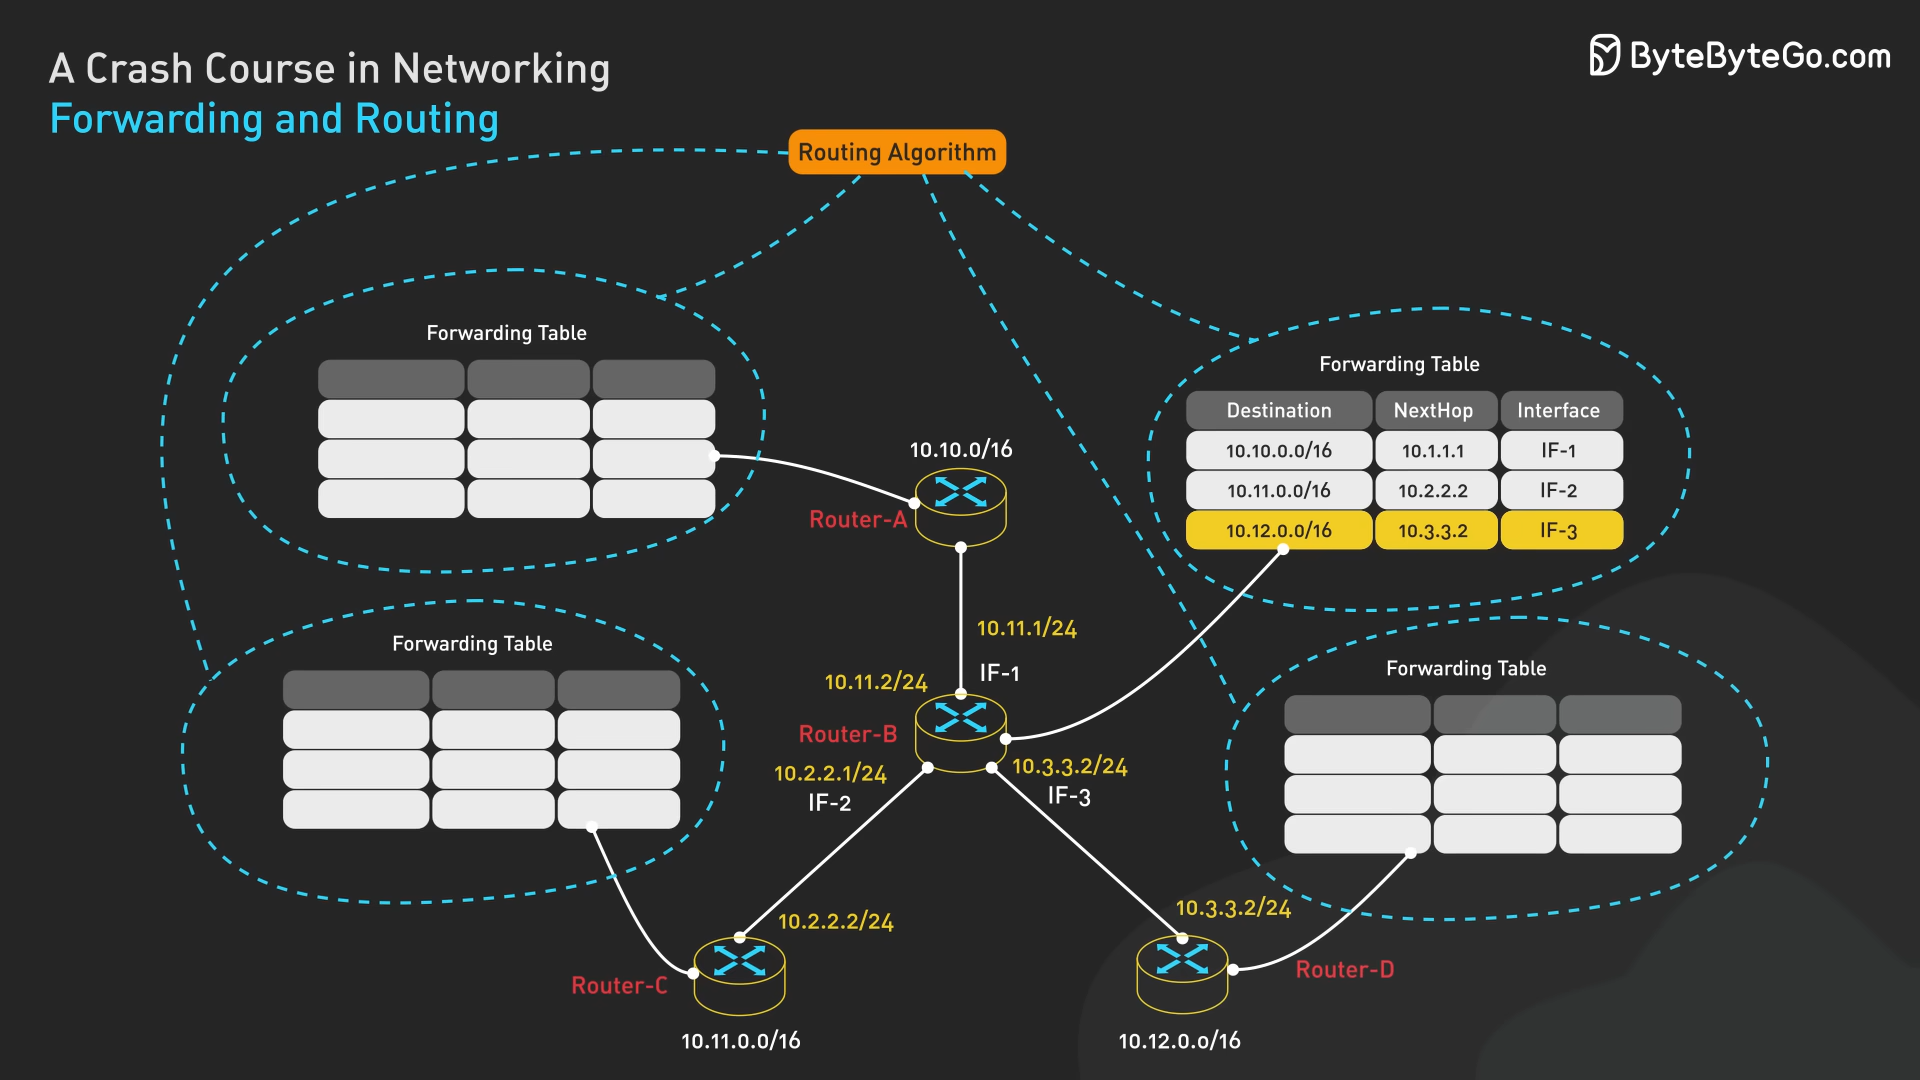 A Crash Course in Networking
Forwarding and Routing
ByteByteGo.com
Routing Algorithm
Forwarding Table
Forwarding Table
Destination NextHop Interface
10.10.0.0/16 10.1.1.1 IF-1
10.11.0.0/16 10.2.2.2 IF-2
10.12.0.0/16 10.3.3.2 IF-3
10.10.0/16
Router-A
10.11.1/24
IF-1
10.11.2/24
Router-B
10.2.2.1/24
IF-2
10.3.3.2/24
IF-3
Forwarding Table
Forwarding Table
10.2.2.2/24
Router-C
10.11.0.0/16
10.3.3.2/24
Router-D
10.12.0.o/16